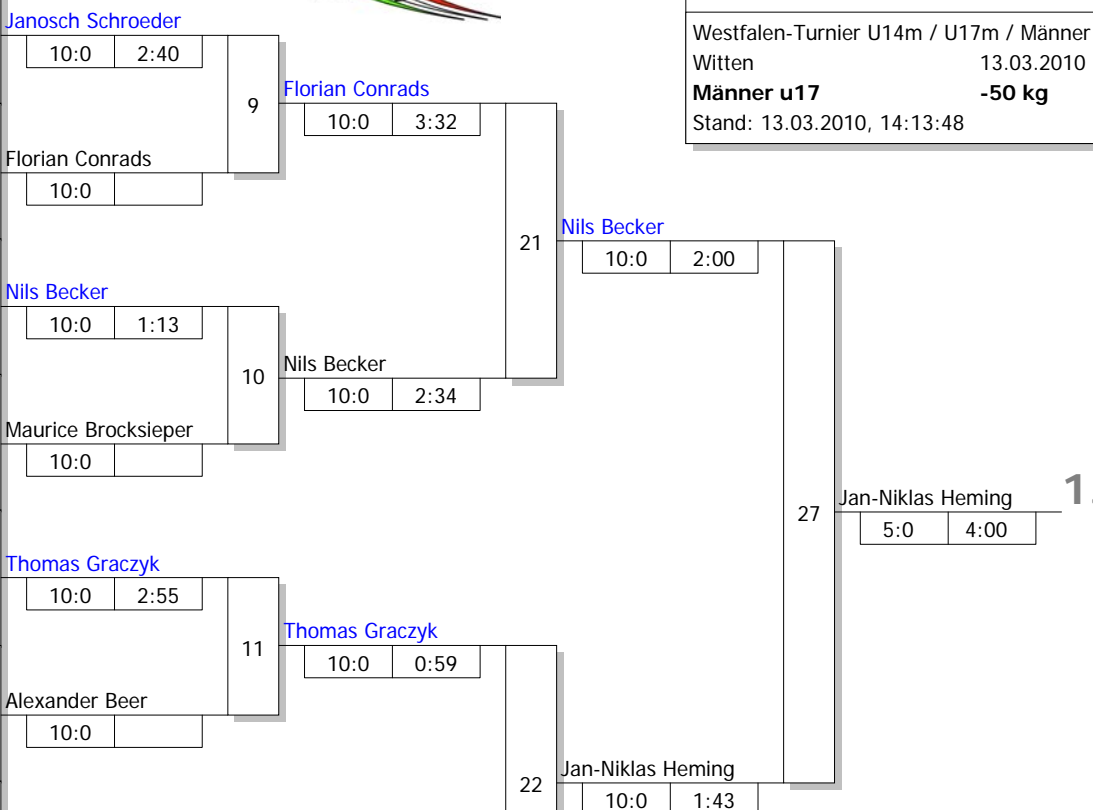 Westfalen-Turnier U14m / U17m / Männer
Witten 13.03.2010
Männer u17 -50 kg
Stand: 13.03.2010, 14:13:48
Janosch Schroeder
10:0 2:40
9
Florian Conrads
10:0 3:32
Florian Conrads
10:0
21
Nils Becker
10:0 2:00
Nils Becker
10:0 1:13
10
Nils Becker
10:0 2:34
Maurice Brocksieper
10:0
27
Jan-Niklas Heming
5:0 4:00
1.
Thomas Graczyk
10:0 2:55
11
Thomas Graczyk
10:0 0:59
Alexander Beer
10:0
22
Jan-Niklas Heming
10:0 1:43